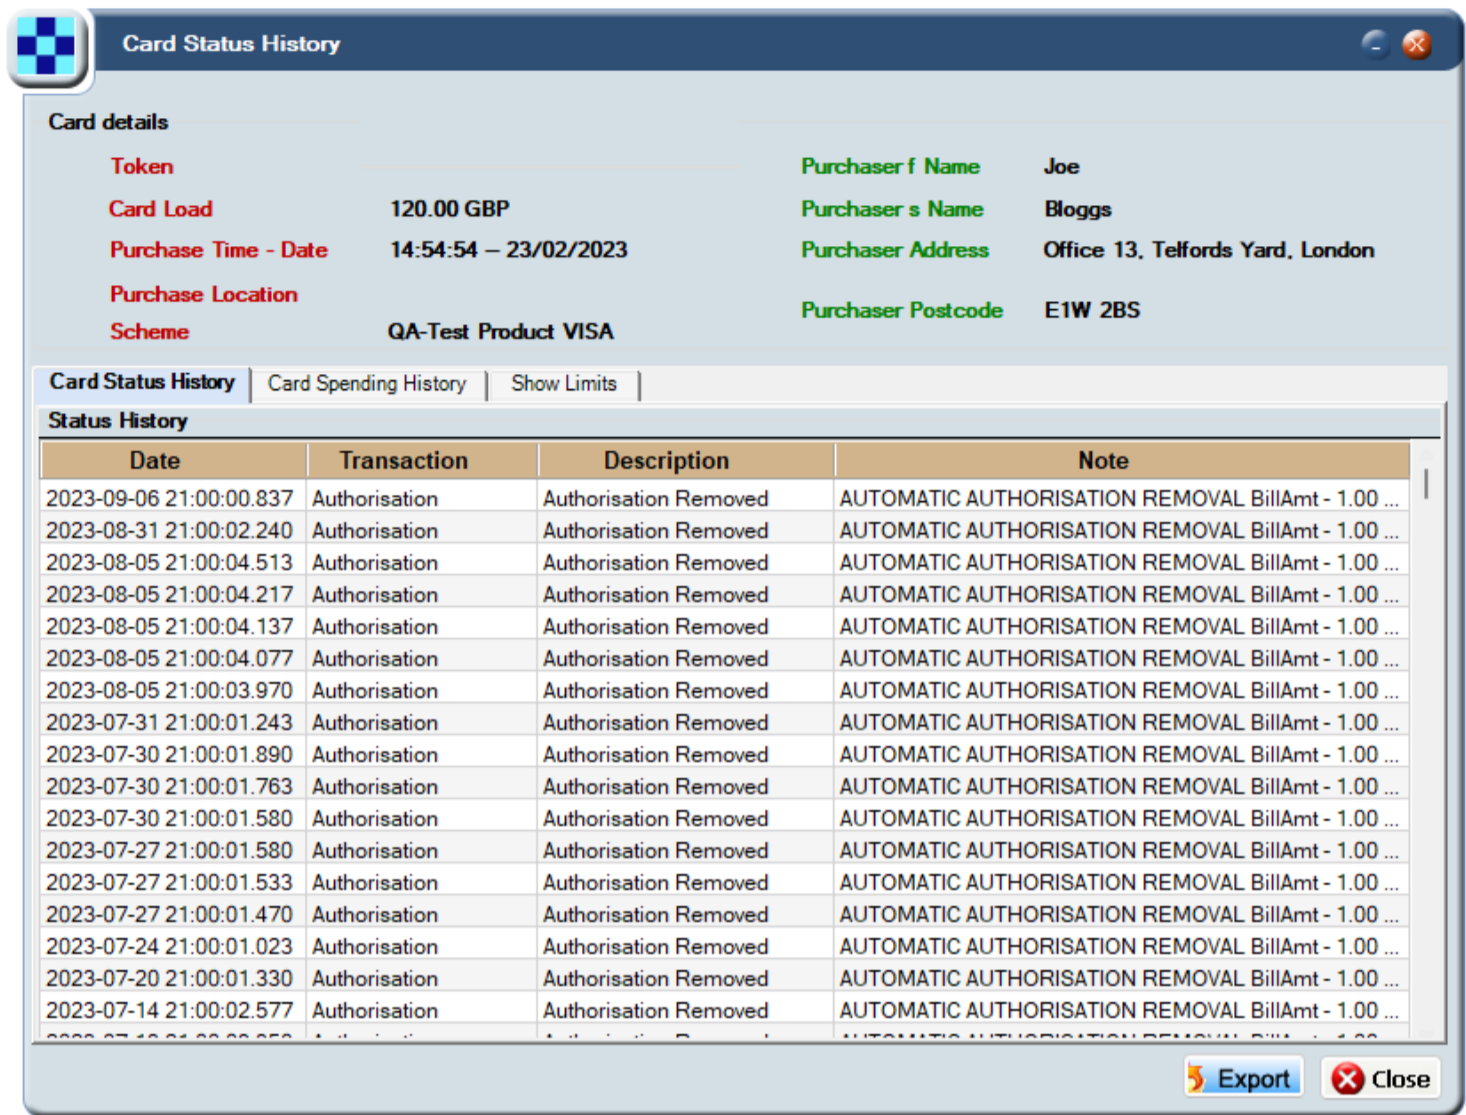 Card Status History
Card details
Token
Purchaser f Name Joe
Card Load 120.00 GBP
Purchaser s Name Bloggs
Purchase Time - Date 14:54:54 – 23/02/2023
Purchaser Address Office 13, Telfords Yard, London
Purchase Location
Purchaser Postcode E1W 2BS
Scheme QA-Test Product VISA
Card Status History Card Spending History Show Limits
Status History
Date Transaction Description Note
2023-09-06 21:00:00.837 Authorisation Authorisation Removed AUTOMATIC AUTHORISATION REMOVAL BillAmt - 1.00 ...
2023-08-31 21:00:02.240 Authorisation Authorisation Removed AUTOMATIC AUTHORISATION REMOVAL BillAmt - 1.00 ...
2023-08-05 21:00:04.513 Authorisation Authorisation Removed AUTOMATIC AUTHORISATION REMOVAL BillAmt - 1.00 ...
2023-08-05 21:00:04.217 Authorisation Authorisation Removed AUTOMATIC AUTHORISATION REMOVAL BillAmt - 1.00 ...
2023-08-05 21:00:04.137 Authorisation Authorisation Removed AUTOMATIC AUTHORISATION REMOVAL BillAmt - 1.00 ...
2023-08-05 21:00:04.077 Authorisation Authorisation Removed AUTOMATIC AUTHORISATION REMOVAL BillAmt - 1.00 ...
2023-08-05 21:00:03.970 Authorisation Authorisation Removed AUTOMATIC AUTHORISATION REMOVAL BillAmt - 1.00 ...
2023-07-31 21:00:01.243 Authorisation Authorisation Removed AUTOMATIC AUTHORISATION REMOVAL BillAmt - 1.00 ...
2023-07-30 21:00:01.890 Authorisation Authorisation Removed AUTOMATIC AUTHORISATION REMOVAL BillAmt - 1.00 ...
2023-07-30 21:00:01.763 Authorisation Authorisation Removed AUTOMATIC AUTHORISATION REMOVAL BillAmt - 1.00 ...
2023-07-30 21:00:01.580 Authorisation Authorisation Removed AUTOMATIC AUTHORISATION REMOVAL BillAmt - 1.00 ...
2023-07-27 21:00:01.580 Authorisation Authorisation Removed AUTOMATIC AUTHORISATION REMOVAL BillAmt - 1.00 ...
2023-07-27 21:00:01.533 Authorisation Authorisation Removed AUTOMATIC AUTHORISATION REMOVAL BillAmt - 1.00 ...
2023-07-27 21:00:01.470 Authorisation Authorisation Removed AUTOMATIC AUTHORISATION REMOVAL BillAmt - 1.00 ...
2023-07-24 21:00:01.023 Authorisation Authorisation Removed AUTOMATIC AUTHORISATION REMOVAL BillAmt - 1.00 ...
2023-07-20 21:00:01.330 Authorisation Authorisation Removed AUTOMATIC AUTHORISATION REMOVAL BillAmt - 1.00 ...
2023-07-14 21:00:02.577 Authorisation Authorisation Removed AUTOMATIC AUTHORISATION REMOVAL BillAmt - 1.00 ...
Export Close